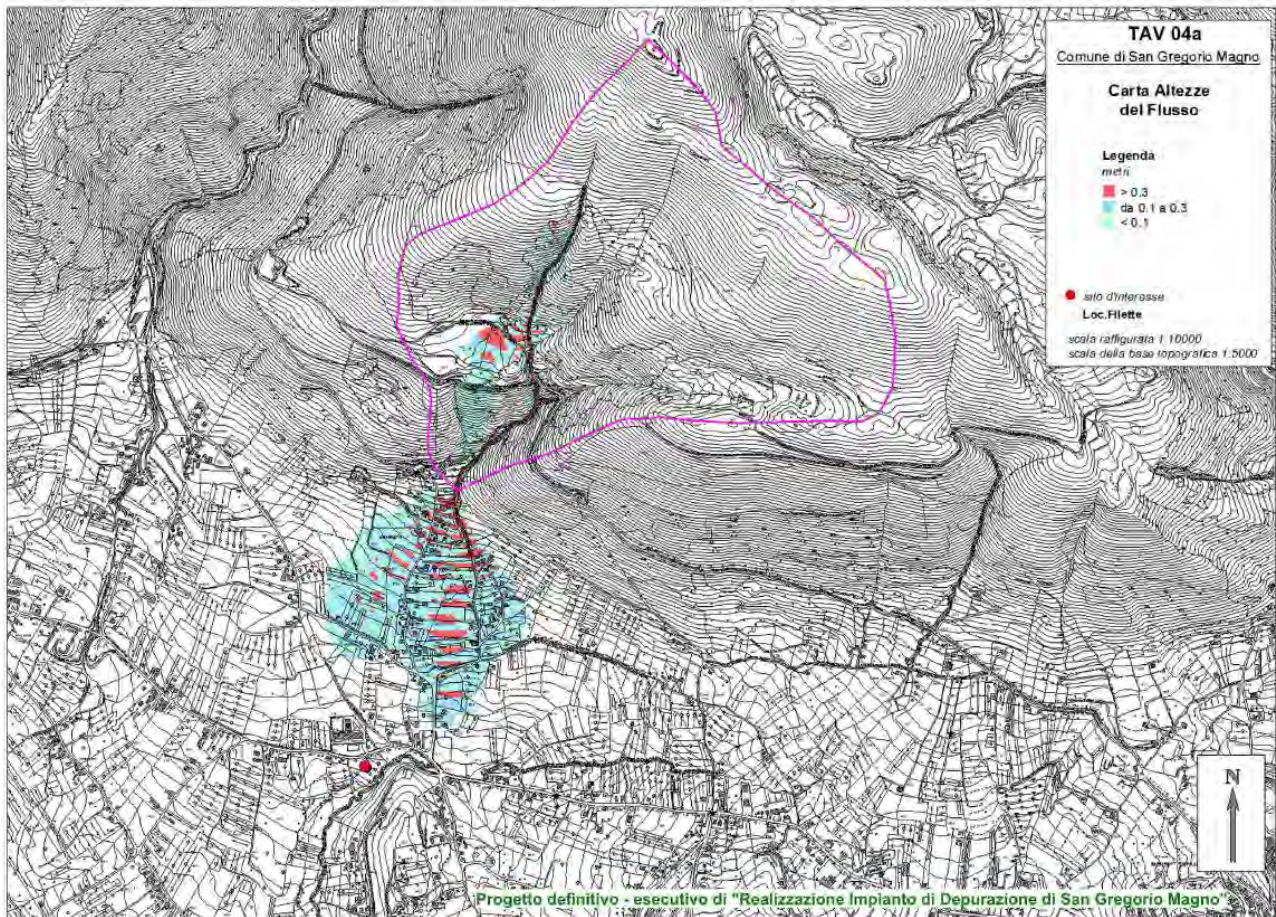 TAV 04a
Comune di San Gregorio Magno
Carta Altezze
del Flusso
Legenda
metri
> 0.3
da 0.1 a 0.3
< 0.1
sito d'interesse
Loc.Filette
scala raffigurata 1:10000
scala della base topografica 1:5000
N
Progetto definitivo - esecutivo di "Realizzazione Impianto di Depurazione di San Gregorio Magno"